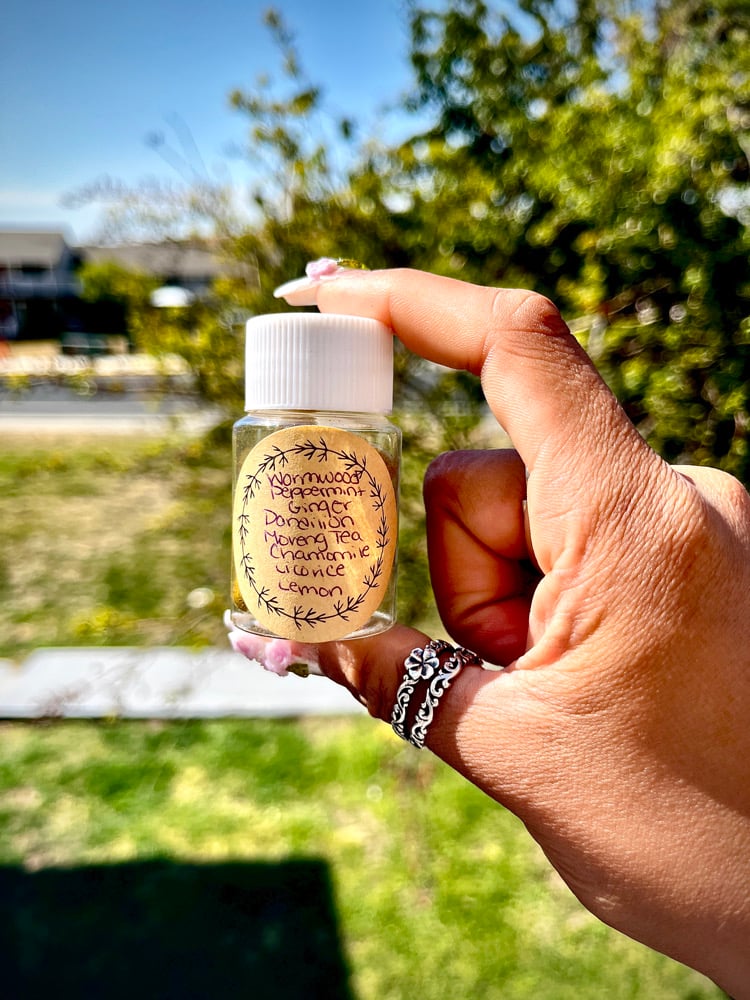 Wormwood
Peppermint
Ginger
Dandilion
Moreng Tea
Chamomile
Licorice
Lemon